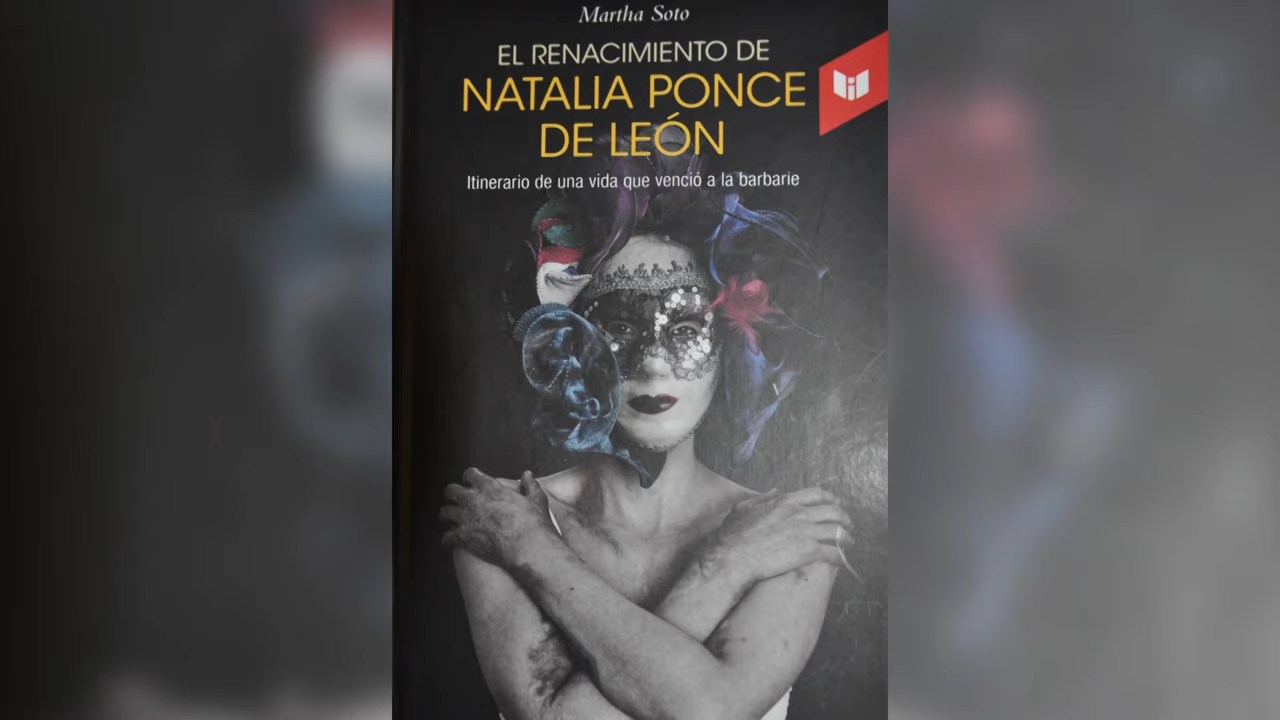 Martha Soto
EL RENACIMIENTO DE
NATALIA PONCE
DE LEÓN
Itinerario de una vida que venció a la barbarie